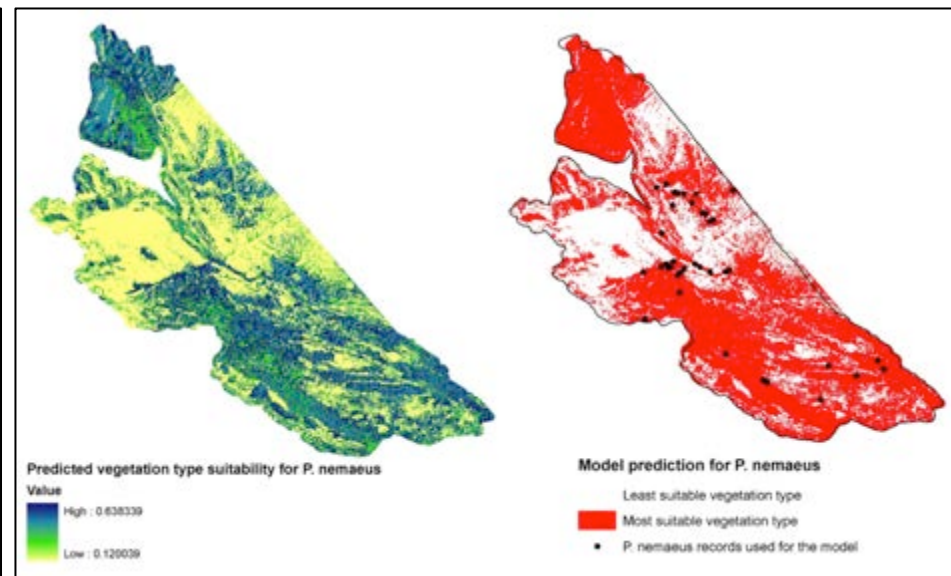 Predicted vegetation type suitability for P. nemaeus
Value
High : 0.638339
Low : 0.120039
Model prediction for P. nemaeus
Least suitable vegetation type
Most suitable vegetation type
P. nemaeus records used for the model